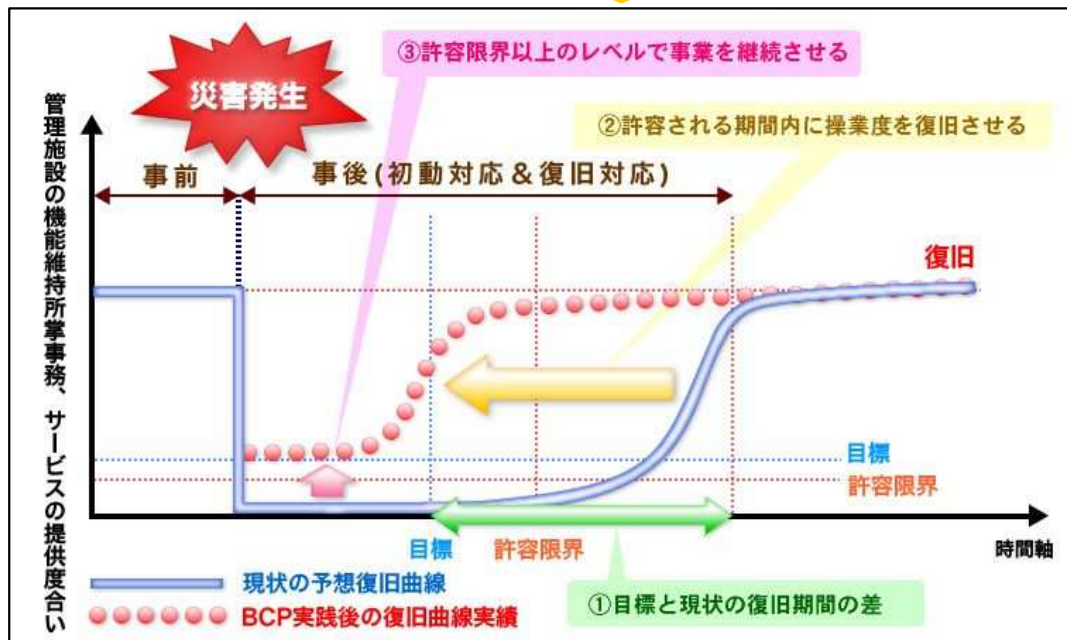 ③許容限界以上のレベルで事業を継続させる
災害発生
②許容される期間内に操業度を復旧させる
事前
事後(初動対応&復旧対応)
管理施設の機能維持所掌事務、サービスの提供度合い
復旧
目標
許容限界
目標
許容限界
時間軸
現状の予想復旧曲線
①目標と現状の復旧期間の差
BCP実践後の復旧曲線実績